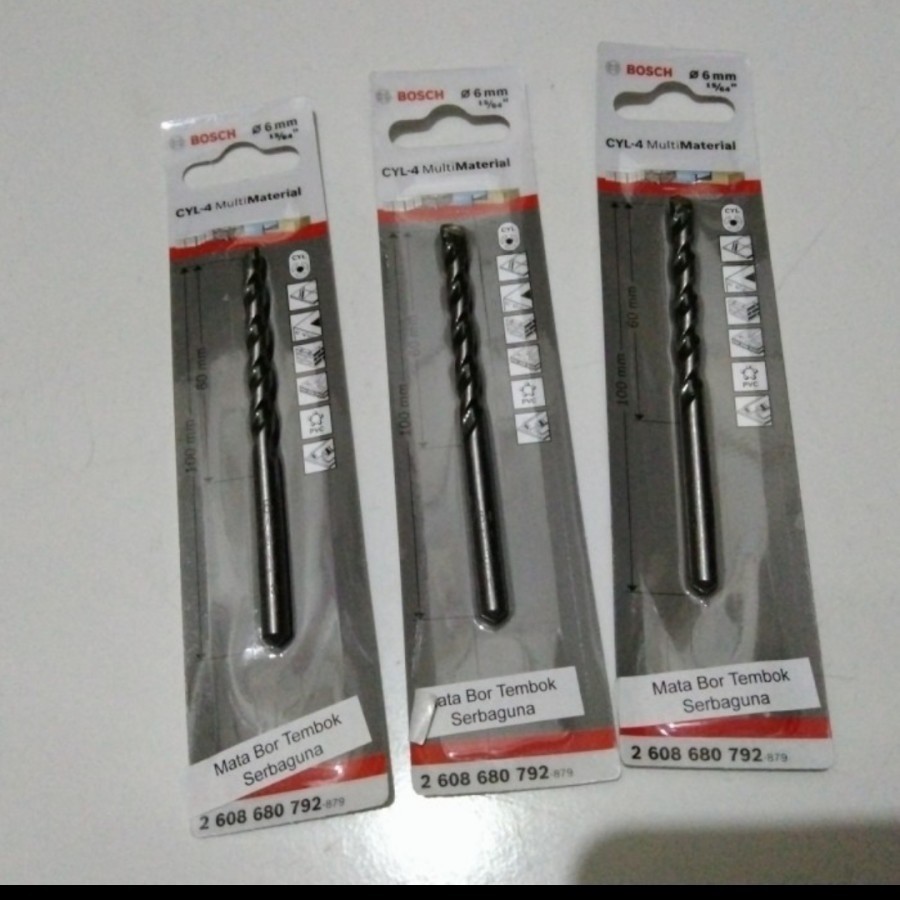 BOSCH
Ø 6 mm
15/64"
CYL-4 MultiMaterial
CYL
60 mm
100 mm
PVC
Mata Bor Tembok
Serbaguna
2 608 680 792-879
BOSCH
Ø 6 mm
15/64"
CYL-4 MultiMaterial
CYL
60 mm
100 mm
PVC
ata Bor Tembok
Serbaguna
2 608 680 792-879
BOSCH
Ø 6 mm
15/64"
CYL-4 MultiMaterial
CYL
60 mm
100 mm
PVC
Mata Bor Tembok
Serbaguna
2 608 680 792-879